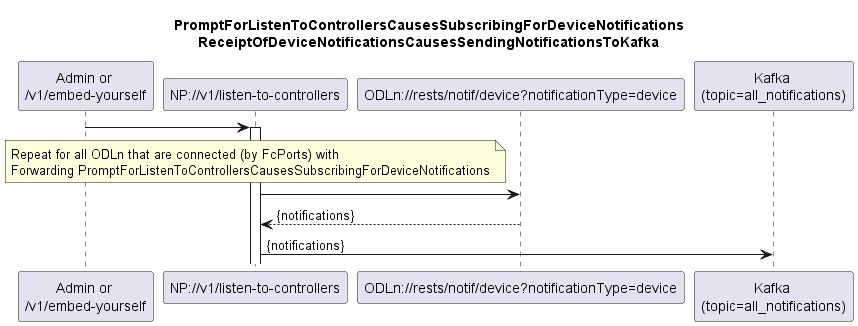 PromptForListenToControllersCausesSubscribingForDeviceNotifications
ReceiptOfDeviceNotificationsCausesSendingNotificationsToKafka
Admin or
/v1/embed-yourself
NP://v1/listen-to-controllers
ODLn://rests/notif/device?notificationType=device
Kafka
(topic=all_notifications)
Repeat for all ODLn that are connected (by FcPorts) with
Forwarding PromptForListenToControllersCausesSubscribingForDeviceNotifications
{notifications}
{notifications}
Admin or
/v1/embed-yourself
NP://v1/listen-to-controllers
ODLn://rests/notif/device?notificationType=device
Kafka
(topic=all_notifications)